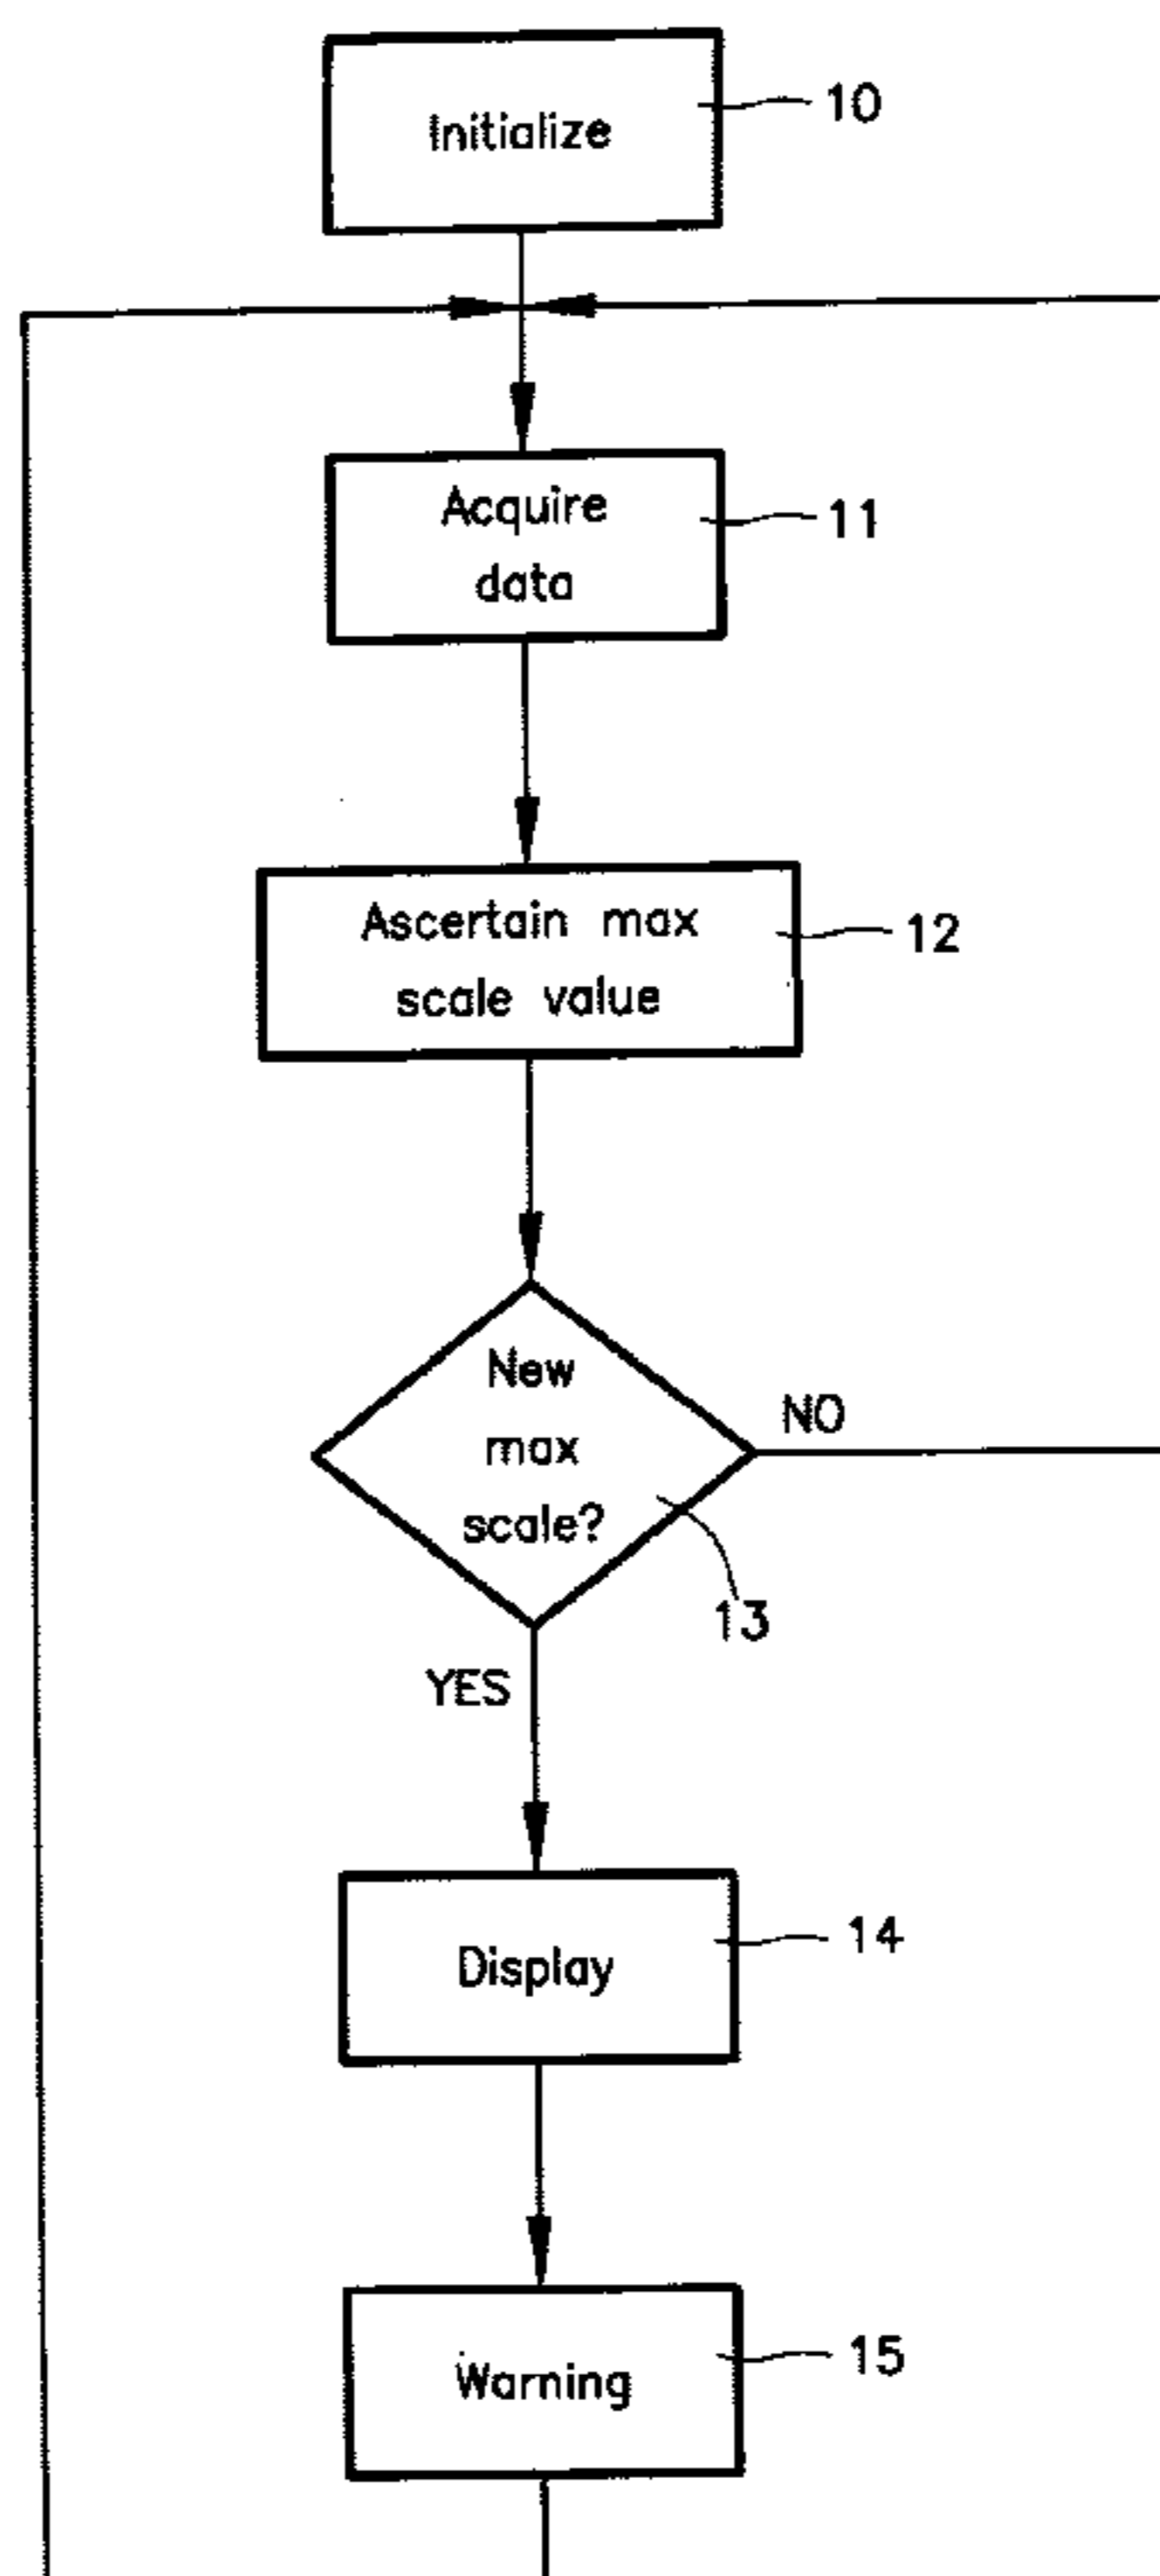 Initialize
10
Acquire
data
11
Ascertain max
scale value
12
New
max
scale?
NO
13
YES
Display
14
Warning
15